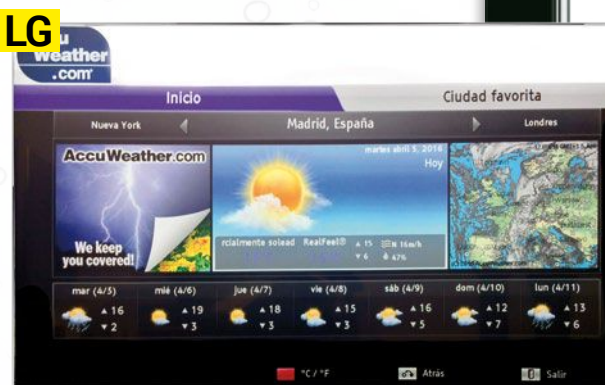 LG
Weather
.com
Inicio
Ciudad favorita
Nueva York
Madrid, España
Londres
AccuWeather.com
We keep
you covered!
martes abril 5, 2016
Hoy
rcialmente solead
RealFeel®
▲ 15
▼ 6
N 16m/h
47%
mar (4/5)
▲ 16
▼ 2
mié (4/6)
▲ 19
▼ 3
jue (4/7)
▲ 18
▼ 3
vie (4/8)
▲ 15
▼ 3
sáb (4/9)
▲ 16
▼ 5
dom (4/10)
▲ 12
▼ 7
lun (4/11)
▲ 13
▼ 6
°C / °F
Atrás
Salir